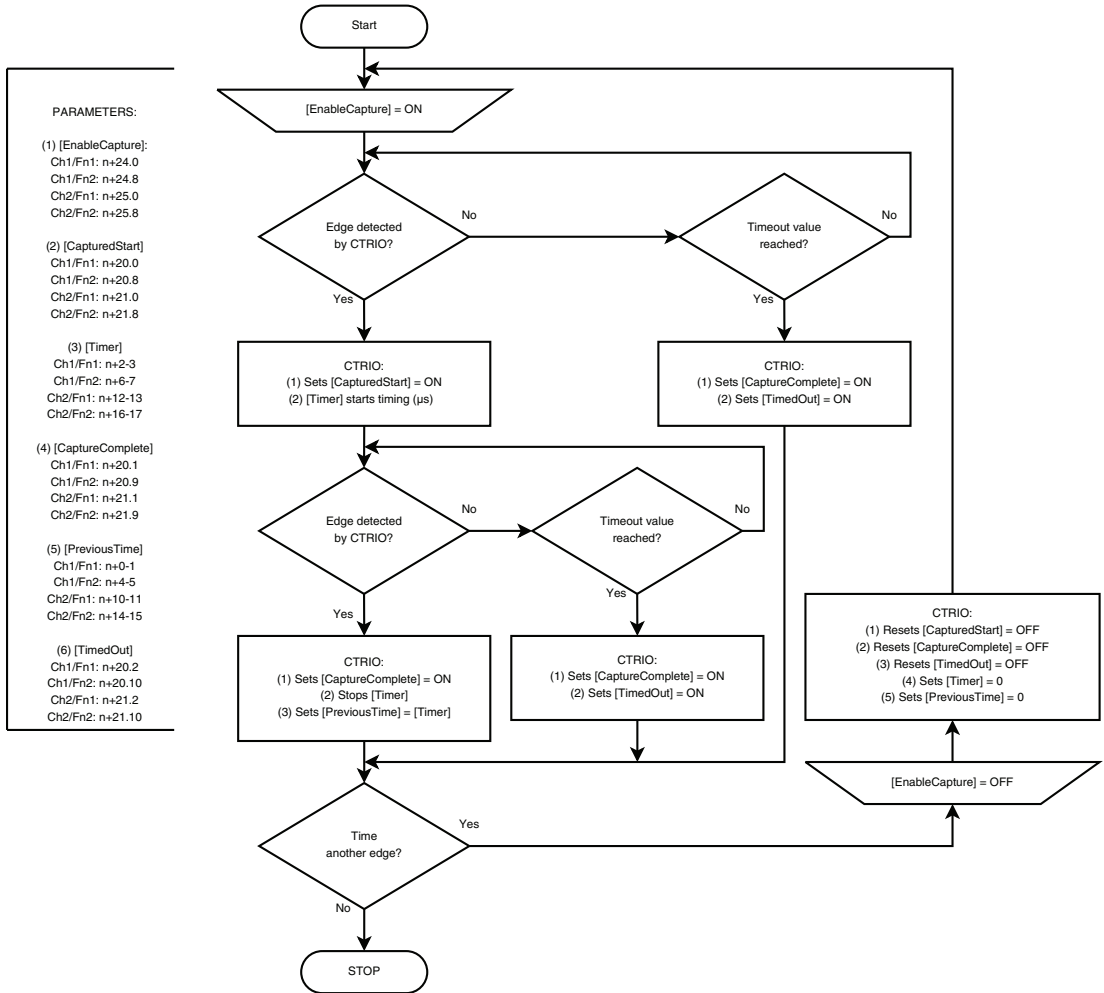 Start
PARAMETERS:
(1) [EnableCapture]:
Ch1/Fn1: n+24.0
Ch1/Fn2: n+24.8
Ch2/Fn1: n+25.0
Ch2/Fn2: n+25.8
(2) [CapturedStart]
Ch1/Fn1: n+20.0
Ch1/Fn2: n+20.8
Ch2/Fn1: n+21.0
Ch2/Fn2: n+21.8
(3) [Timer]
Ch1/Fn1: n+2-3
Ch1/Fn2: n+6-7
Ch2/Fn1: n+12-13
Ch2/Fn2: n+16-17
(4) [CaptureComplete]
Ch1/Fn1: n+20.1
Ch1/Fn2: n+20.9
Ch2/Fn1: n+21.1
Ch2/Fn2: n+21.9
(5) [PreviousTime]
Ch1/Fn1: n+0-1
Ch1/Fn2: n+4-5
Ch2/Fn1: n+10-11
Ch2/Fn2: n+14-15
(6) [TimedOut]
Ch1/Fn1: n+20.2
Ch1/Fn2: n+20.10
Ch2/Fn1: n+21.2
Ch2/Fn2: n+21.10
[EnableCapture] = ON
Edge detected
by CTRIO?
No
Timeout value
reached?
No
Yes
Yes
CTRIO:
(1) Sets [CapturedStart] = ON
(2) [Timer] starts timing (µs)
CTRIO:
(1) Sets [CaptureComplete] = ON
(2) Sets [TimedOut] = ON
Edge detected
by CTRIO?
No
Timeout value
reached?
No
Yes
Yes
CTRIO:
(1) Sets [CaptureComplete] = ON
(2) Stops [Timer]
(3) Sets [PreviousTime] = [Timer]
CTRIO:
(1) Sets [CaptureComplete] = ON
(2) Sets [TimedOut] = ON
CTRIO:
(1) Resets [CapturedStart] = OFF
(2) Resets [CaptureComplete] = OFF
(3) Resets [TimedOut] = OFF
(4) Sets [Timer] = 0
(5) Sets [PreviousTime] = 0
[EnableCapture] = OFF
Time
another edge?
Yes
No
STOP